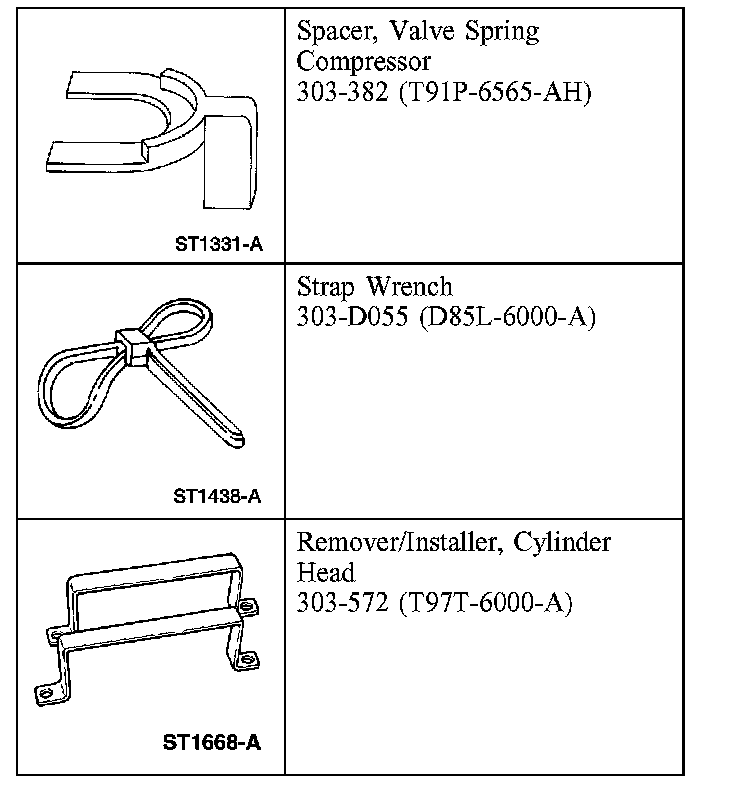 Spacer, Valve Spring
Compressor
303-382 (T91P-6565-AH)
ST1331-A
Strap Wrench
303-D055 (D85L-6000-A)
ST1438-A
Remover/Installer, Cylinder
Head
303-572 (T97T-6000-A)
ST1668-A